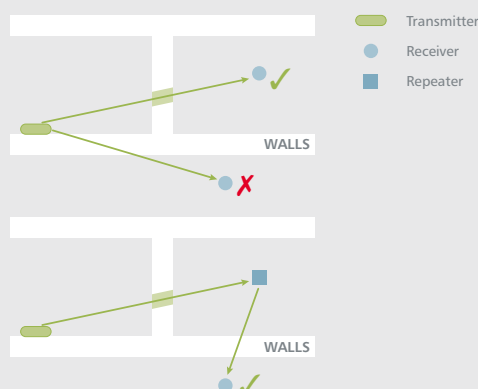 Transmitter
Receiver
Repeater
WALLS
WALLS